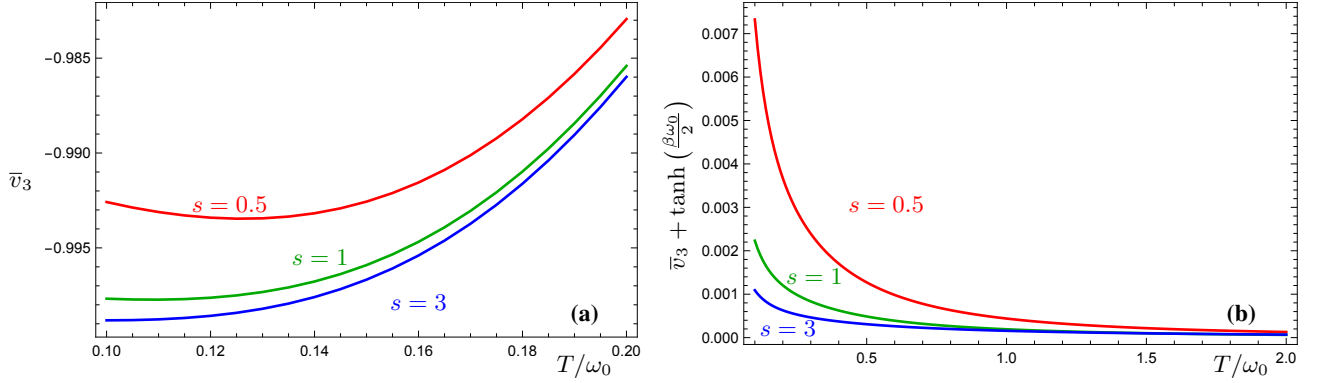 v̅₃
−0.985
−0.990
−0.995
s = 0.5
s = 1
s = 3
(a)
0.10
0.12
0.14
0.16
0.18
0.20
T/ω₀
v̅₃ + tanh (βω₀/2)
0.007
0.006
0.005
0.004
0.003
0.002
0.001
0.000
s = 0.5
s = 1
s = 3
(b)
0.5
1.0
1.5
2.0
T/ω₀